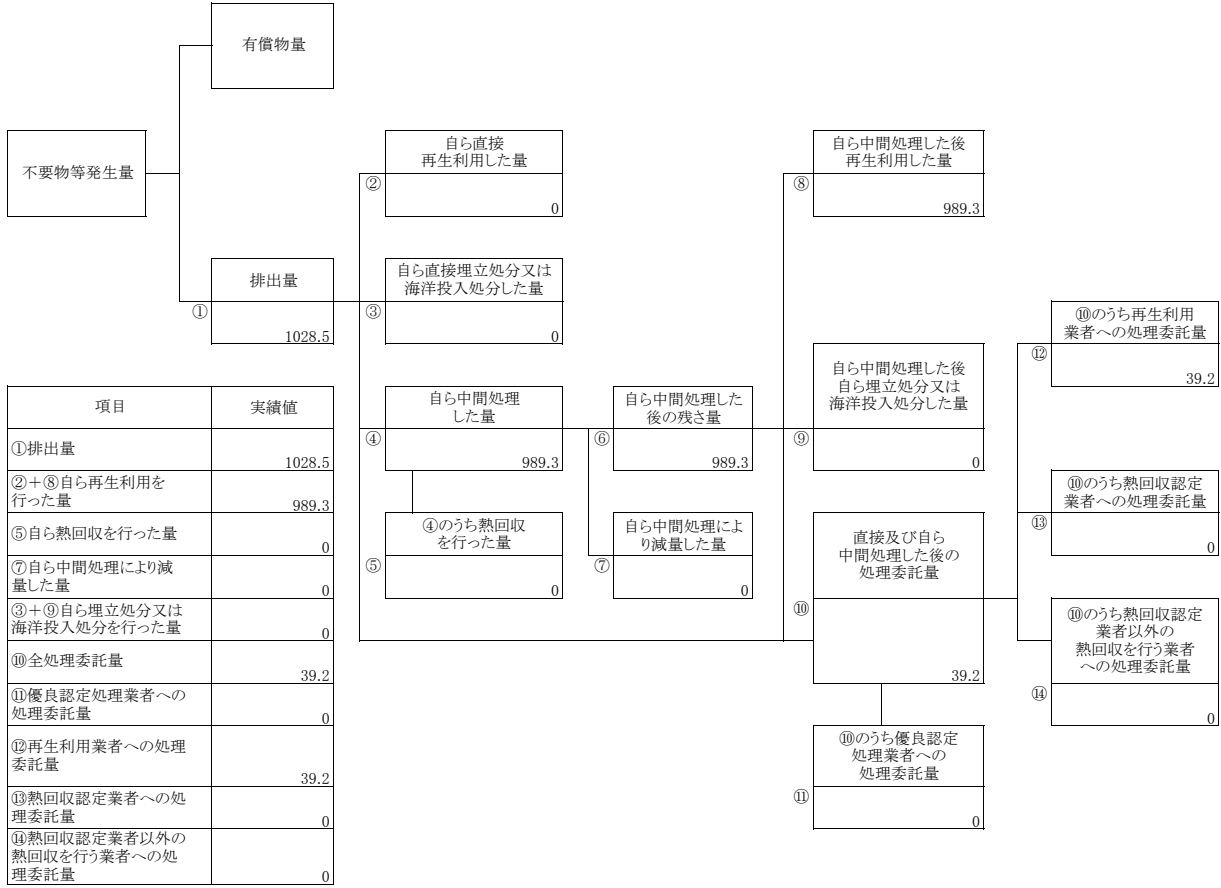 有償物量
不要物等発生量
自ら直接
再生利用した量
②
0
自ら中間処理した後
再生利用した量
⑧
989.3
排出量
①
1028.5
自ら直接埋立処分又は
海洋投入処分した量
③
0
⑩のうち再生利用
業者への処理委託量
⑫
39.2
自ら中間処理した後
自ら埋立処分又は
海洋投入処分した量
⑨
0
自ら中間処理
した量
④
989.3
自ら中間処理した
後の残さ量
⑥
989.3
④のうち熱回収
を行った量
⑤
0
自ら中間処理によ
り減量した量
⑦
0
直接及び自ら
中間処理した後の
処理委託量
⑩
39.2
⑩のうち熱回収認定
業者への処理委託量
⑬
0
⑩のうち熱回収認定
業者以外の
熱回収を行う業者
への処理委託量
⑭
0
⑩のうち優良認定
処理業者への
処理委託量
⑪
0
項目 実績値
①排出量
1028.5
②+⑧自ら再生利用を
行った量
989.3
⑤自ら熱回収を行った量
0
⑦自ら中間処理により減
量した量
0
③+⑨自ら埋立処分又は
海洋投入処分を行った量
0
⑩全処理委託量
39.2
⑪優良認定処理業者への
処理委託量
0
⑫再生利用業者への処理
委託量
39.2
⑬熱回収認定業者への処
理委託量
0
⑭熱回収認定業者以外の
熱回収を行う業者への処
理委託量
0